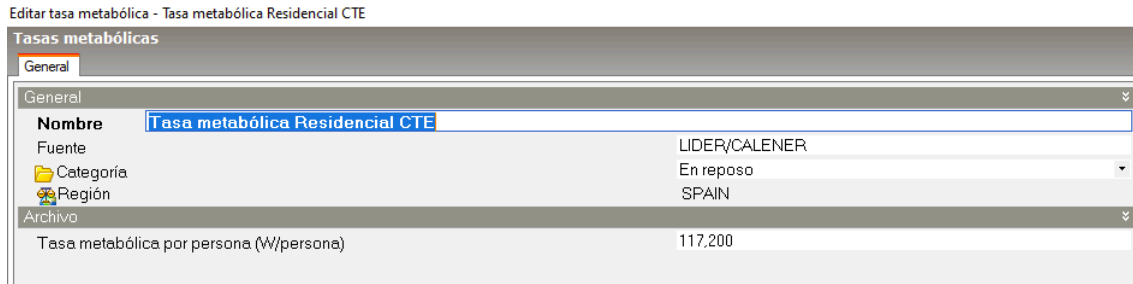 Editar tasa metabólica - Tasa metabólica Residencial CTE
Tasas metabólicas
General
General
Nombre Tasa metabólica Residencial CTE
Fuente LIDER/CALENER
Categoría En reposo
Región SPAIN
Archivo
Tasa metabólica por persona (W/persona) 117,200